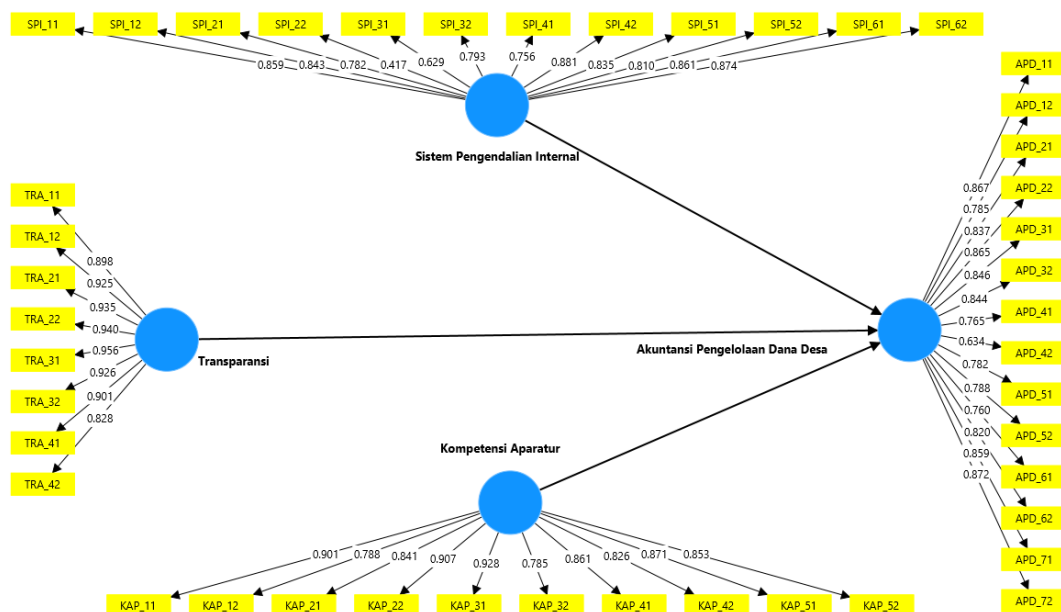 SPI_11 SPI_12 SPI_21 SPI_22 SPI_31 SPI_32 SPI_41 SPI_42 SPI_51 SPI_52 SPI_61 SPI_62
0.859 0.843 0.782 0.417 0.629 0.793 0.756 0.881 0.835 0.810 0.861 0.874
Sistem Pengendalian Internal
TRA_11
TRA_12
TRA_21
TRA_22
TRA_31
TRA_32
TRA_41
TRA_42
0.898
0.925
0.935
0.940
0.956
0.926
0.901
0.828
Transparansi
Akuntansi Pengelolaan Dana Desa
APD_11
APD_12
APD_21
APD_22
APD_31
APD_32
APD_41
APD_42
APD_51
APD_52
APD_61
APD_62
APD_71
APD_72
0.867
0.785
0.837
0.865
0.846
0.844
0.765
0.634
0.782
0.788
0.760
0.820
0.859
0.872
Kompetensi Aparatur
0.901 0.788 0.841 0.907 0.928 0.785 0.861 0.826 0.871 0.853
KAP_11 KAP_12 KAP_21 KAP_22 KAP_31 KAP_32 KAP_41 KAP_42 KAP_51 KAP_52